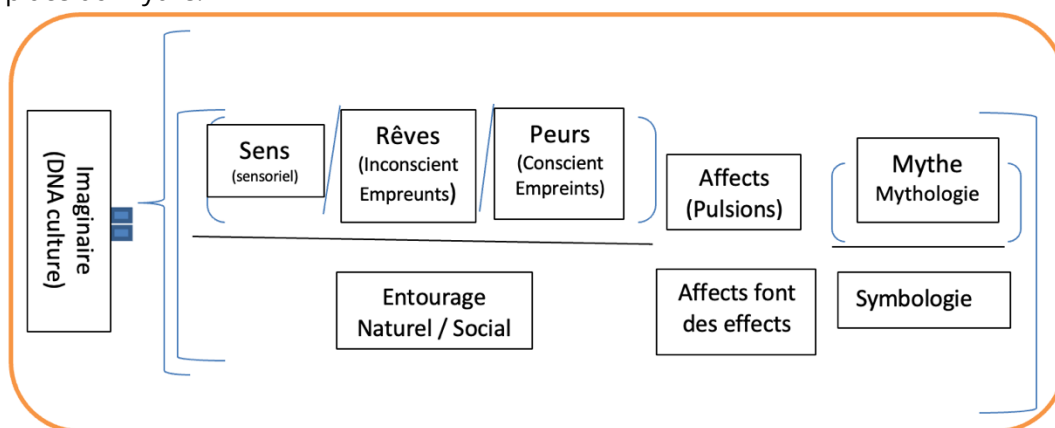 Imaginaire
(DNA culture)
Sens
(sensoriel)
Rêves
(Inconscient
Empreunts)
Peurs
(Conscient
Empreints)
Affects
(Pulsions)
Mythe
Mythologie
Entourage
Naturel / Social
Affects font
des effects
Symbologie